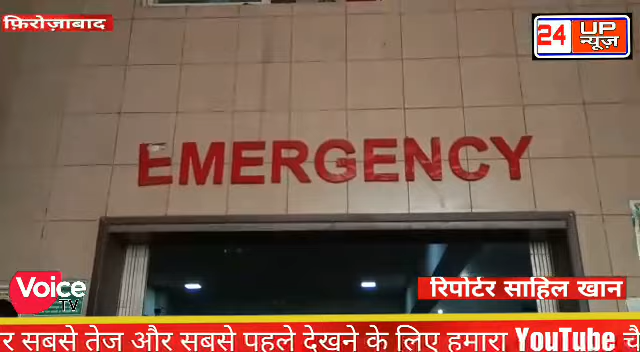 फ़िरोज़ाबाद
24 UP
न्यूज़
EMERGENCY
Voice
TV
रिपोर्टर साहिल खान
र सबसे तेज और सबसे पहले देखने के लिए हमारा YouTube चै